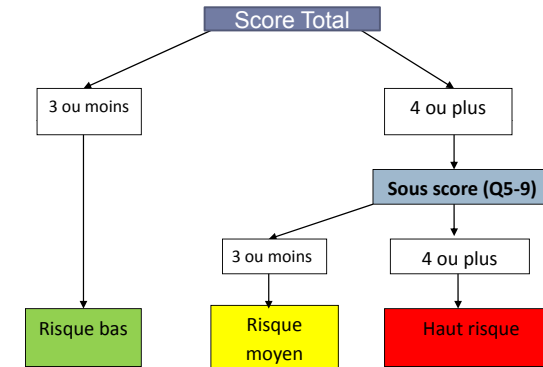 Score Total
3 ou moins
4 ou plus
Sous score (Q5-9)
3 ou moins
4 ou plus
Risque bas
Risque
moyen
Haut risque